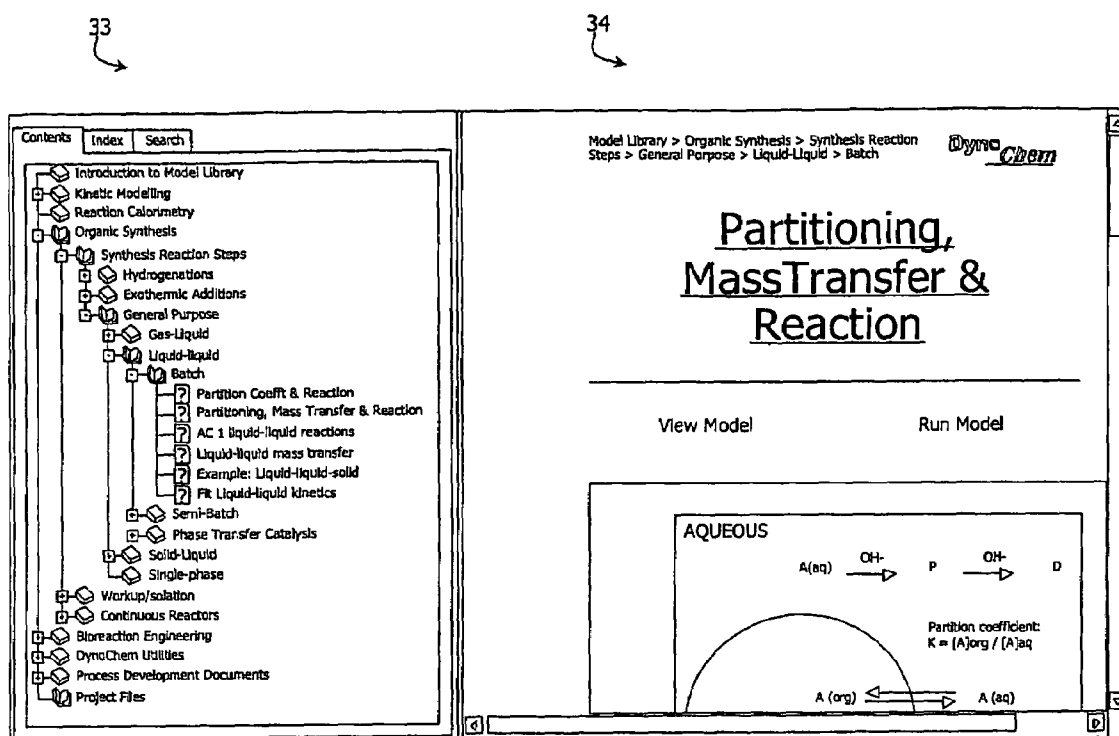 33
34
Contents Index Search
Introduction to Model Library
Kinetic Modelling
Reaction Calorimetry
Organic Synthesis
Synthesis Reaction Steps
Hydrogenations
Exothermic Additions
General Purpose
Gas-Liquid
Liquid-liquid
Batch
? Partition Coefft & Reaction
? Partitioning, Mass Transfer & Reaction
? AC 1 liquid-liquid reactions
? Liquid-liquid mass transfer
? Example: Liquid-liquid-solid
? Fit Liquid-liquid kinetics
Semi-Batch
Phase Transfer Catalysis
Solid-Liquid
Single-phase
Workup/solation
Continuous Reactors
Bioreaction Engineering
DynoChem Utilities
Process Development Documents
Project Files
Model Library > Organic Synthesis > Synthesis Reaction
Steps > General Purpose > Liquid-Liquid > Batch
Dyno Chem
Partitioning,
MassTransfer &
Reaction
View Model Run Model
AQUEOUS
A(aq) OH- P OH- D
Partition coefficient:
K = [A]org / [A]aq
A (org) A (aq)